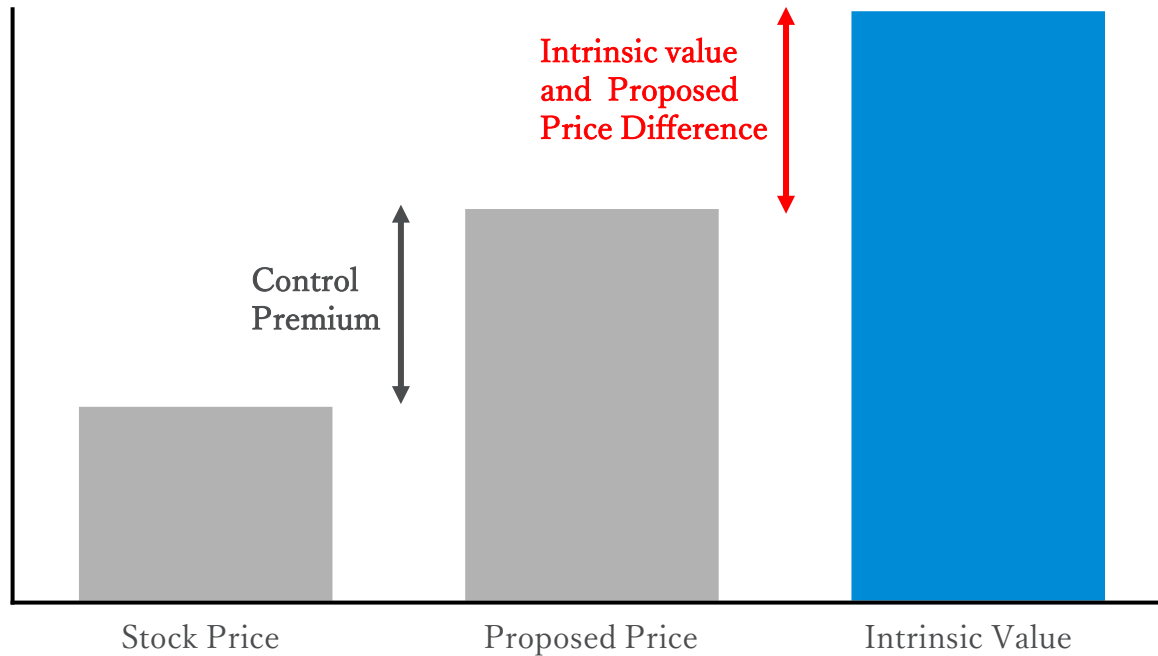 Intrinsic value
and Proposed
Price Difference
Control
Premium
Stock Price
Proposed Price
Intrinsic Value